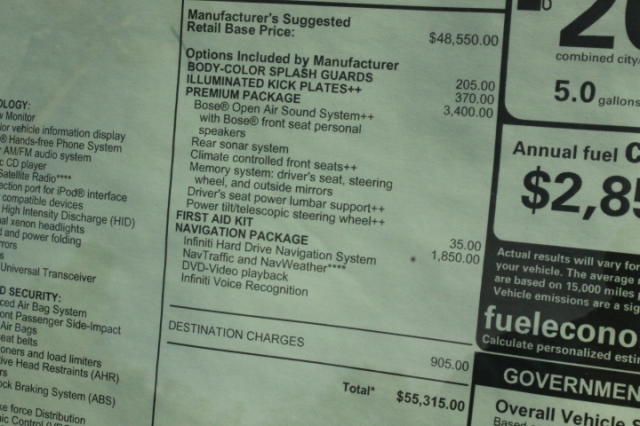 Manufacturer's Suggested
Retail Base Price: $48,550.00
Options Included by Manufacturer
BODY-COLOR SPLASH GUARDS 205.00
ILLUMINATED KICK PLATES++ 370.00
PREMIUM PACKAGE 3,400.00
Bose® Open Air Sound System++
with Bose® front seat personal
speakers
Rear sonar system
Climate controlled front seats++
Memory system: driver's seat, steering
wheel, and outside mirrors
Driver's seat power lumbar support++
Power tilt/telescopic steering wheel++
FIRST AID KIT 35.00
NAVIGATION PACKAGE 1,850.00
Infiniti Hard Drive Navigation System
NavTraffic and NavWeather****
DVD-Video playback
Infiniti Voice Recognition
DESTINATION CHARGES 905.00
Total* $55,315.00
OLOGY:
Monitor
ior vehicle information display
® Hands-free Phone System
AM/FM audio system
CD player
Satellite Radio****
ection port for iPod® interface
compatible devices
High Intensity Discharge (HID)
xenon headlights
and power folding
rors
Universal Transceiver
D SECURITY:
ced Air Bag System
ont Passenger Side-Impact
Air Bags
eat belts
oners and load limiters
ive Head Restraints (AHR)
rs
ock Braking System (ABS)
ke force Distribution
20
combined city
5.0 gallons
Annual fuel c
$2,85
Actual results will vary for
your vehicle. The average
are based on 15,000 miles
Vehicle emissions are a sig
fuelecono
Calculate personalized esti
GOVERNMEN
Overall Vehicle S
Based